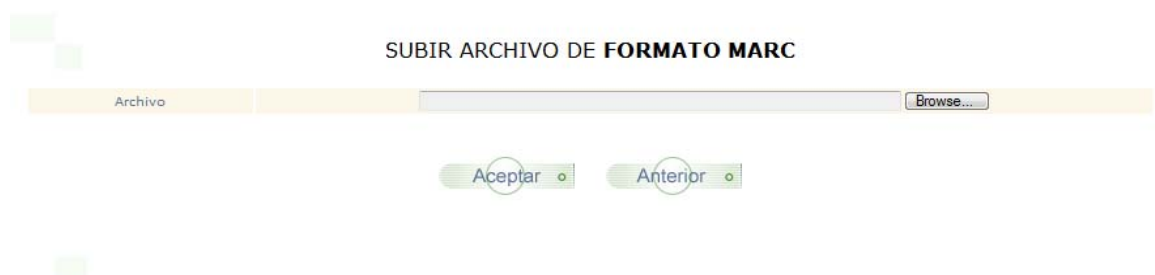 SUBIR ARCHIVO DE FORMATO MARC
Archivo Browse...
Aceptar Anterior